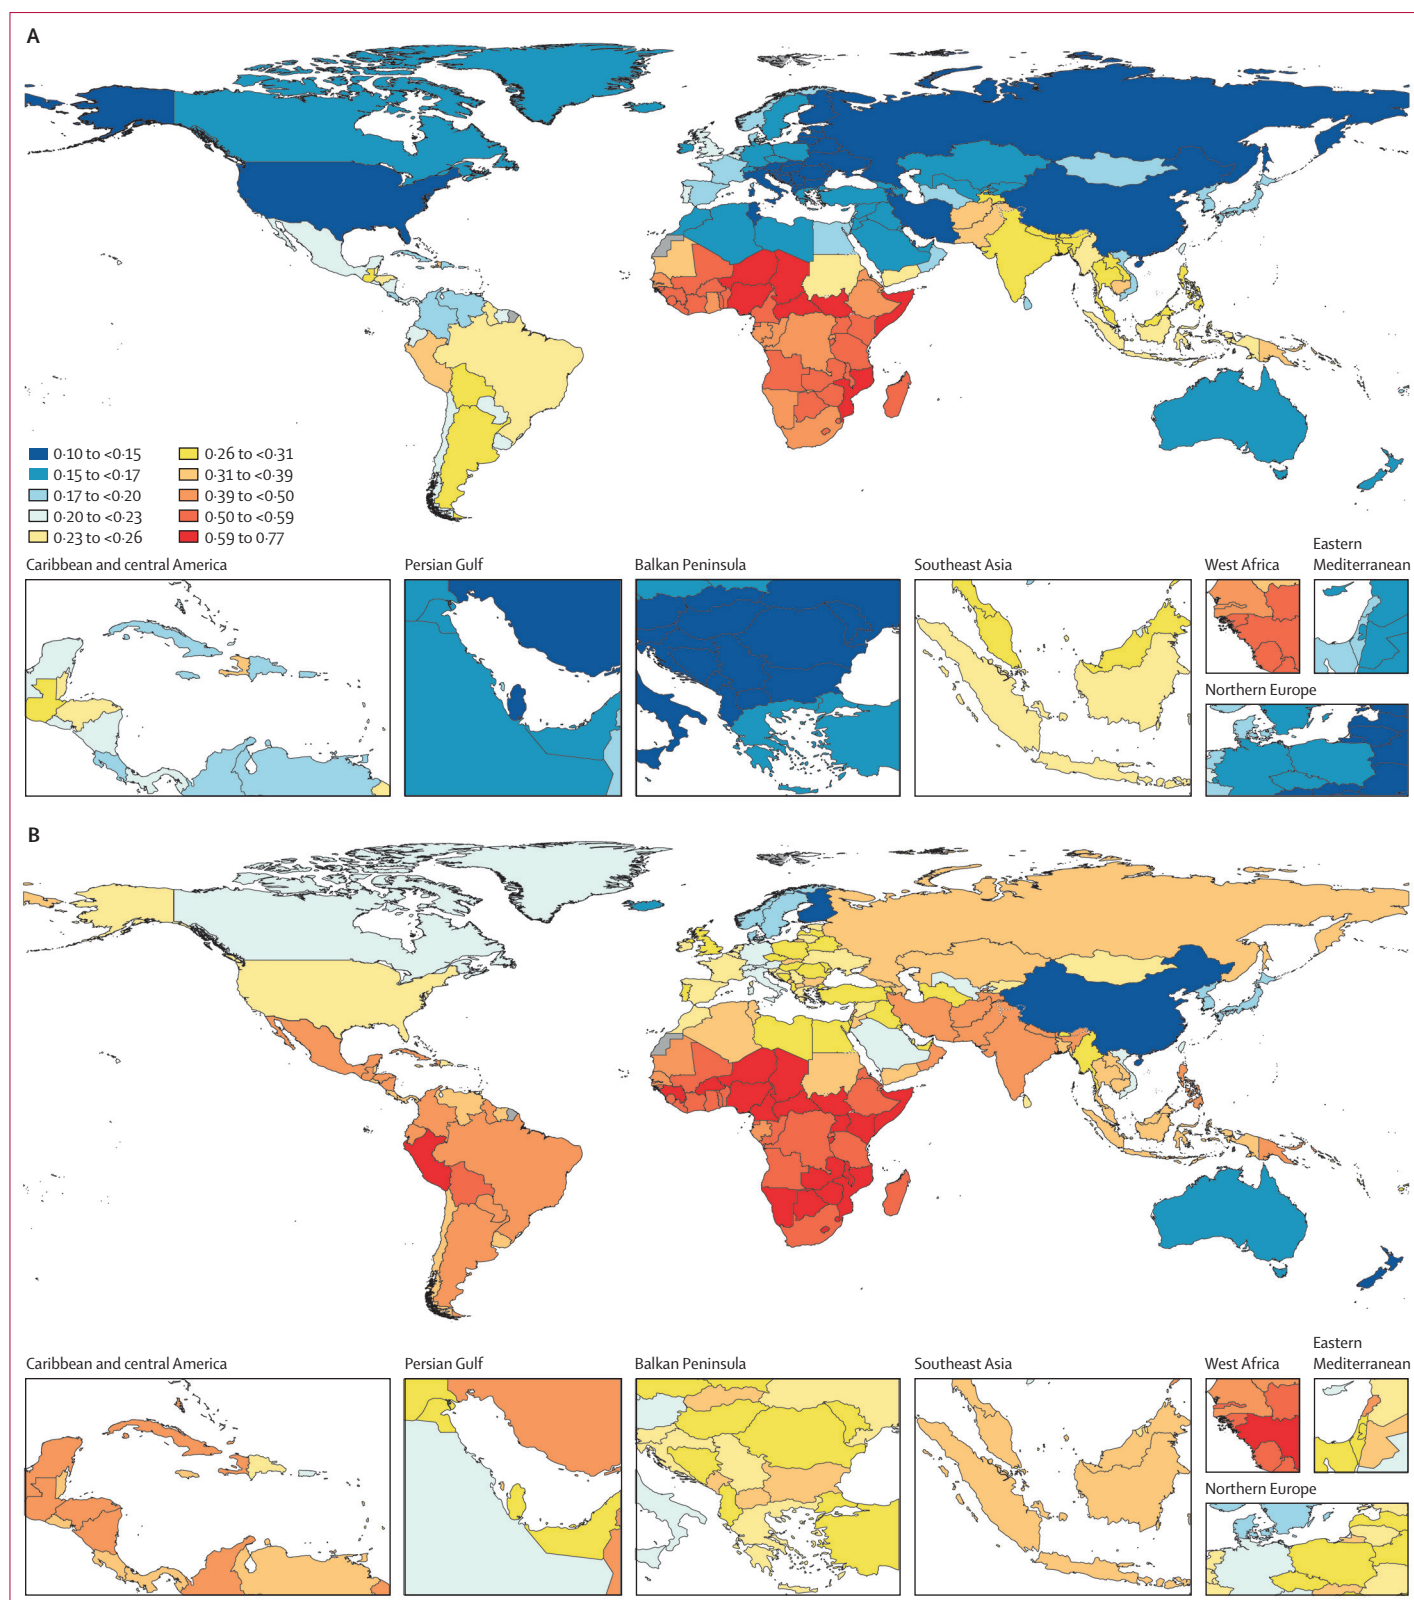 A
0·10 to <0·15
0·15 to <0·17
0·17 to <0·20
0·20 to <0·23
0·23 to <0·26
0·26 to <0·31
0·31 to <0·39
0·39 to <0·50
0·50 to <0·59
0·59 to 0·77
Caribbean and central America
Persian Gulf
Balkan Peninsula
Southeast Asia
West Africa
Eastern
Mediterranean
Northern Europe
B
Caribbean and central America
Persian Gulf
Balkan Peninsula
Southeast Asia
West Africa
Eastern
Mediterranean
Northern Europe